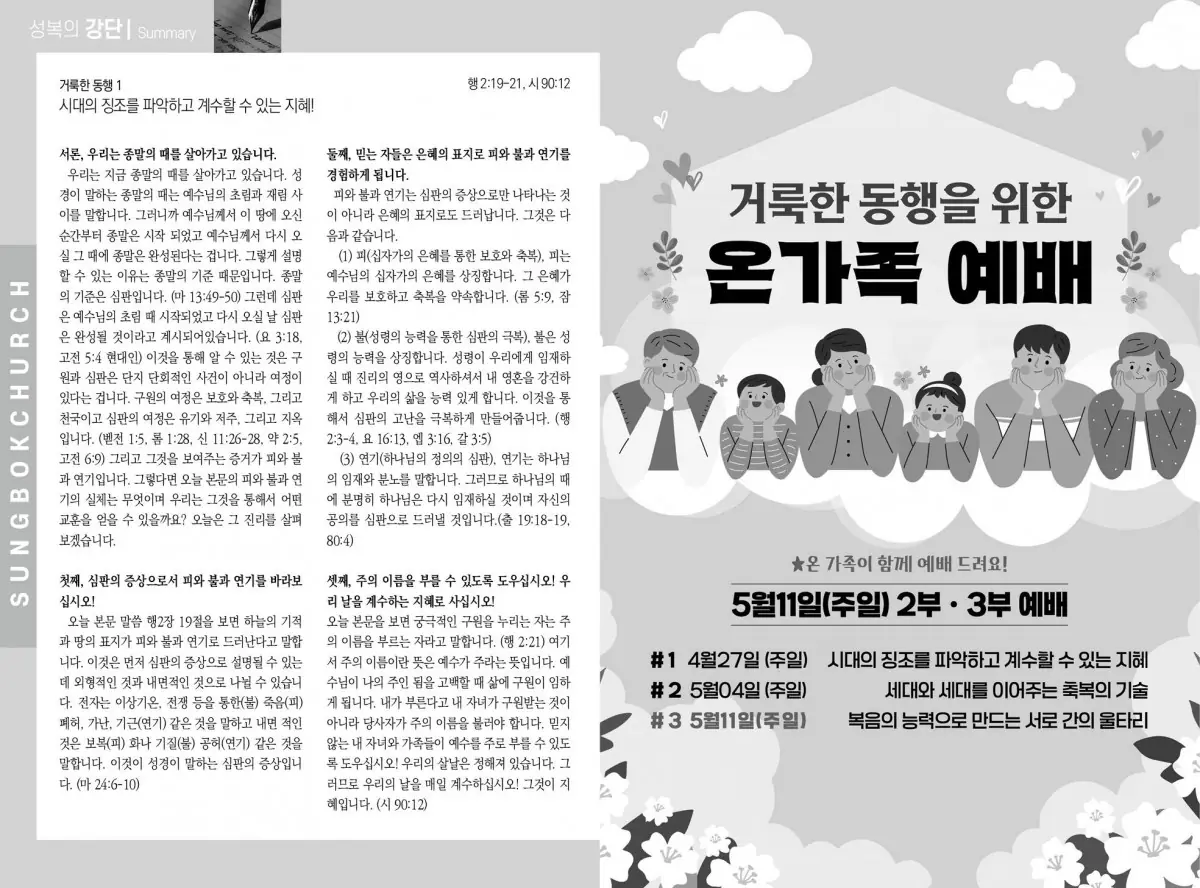 성복의 강단 | Summary
SUNGBOKCHURCH
거룩한 동행 1
행 2:19-21, 시 90:12
시대의 징조를 파악하고 계수할 수 있는 지혜!
서론, 우리는 종말의 때를 살아가고 있습니다.
우리는 지금 종말의 때를 살아가고 있습니다. 성
경이 말하는 종말의 때는 예수님의 초림과 재림 사
이를 말합니다. 그러니까 예수님께서 이 땅에 오신
순간부터 종말은 시작 되었고 예수님께서 다시 오
실 그 때에 종말은 완성된다는 겁니다. 그렇게 설명
할 수 있는 이유는 종말의 기준 때문입니다. 종말
의 기준은 심판입니다. (마 13:49-50) 그런데 심판
은 예수님의 초림 때 시작되었고 다시 오실 날 심판
은 완성될 것이라고 계시되어있습니다. (요 3:18,
고전 5:4 현대인) 이것을 통해 알 수 있는 것은 구
원과 심판은 단지 단회적인 사건이 아니라 여정이
있다는 겁니다. 구원의 여정은 보호와 축복, 그리고
천국이고 심판의 여정은 유기와 저주, 그리고 지옥
입니다. (벧전 1:5, 롬 1:28, 신 11:26-28, 약 2:5,
고전 6:9) 그리고 그것을 보여주는 증거가 피와 불
과 연기입니다. 그렇다면 오늘 본문의 피와 불과 연
기의 실체는 무엇이며 우리는 그것을 통해서 어떤
교훈을 얻을 수 있을까요? 오늘은 그 진리를 살펴
보겠습니다.
첫째, 심판의 증상으로서 피와 불과 연기를 바라보
십시오!
오늘 본문 말씀 행2장 19절을 보면 하늘의 기적
과 땅의 표지가 피와 불과 연기로 드러난다고 말합
니다. 이것은 먼저 심판의 증상으로 설명될 수 있는
데 외형적인 것과 내면적인 것으로 나뉠 수 있습니
다. 전자는 이상기온, 전쟁 등을 통한(불) 죽음(피)
폐허, 가난, 기근(연기) 같은 것을 말하고 내면 적인
것은 보복(피) 화나 기질(불) 공허(연기) 같은 것을
말합니다. 이것이 성경이 말하는 심판의 증상입니
다. (마 24:6-10)
둘째, 믿는 자들은 은혜의 표지로 피와 불과 연기를
경험하게 됩니다.
피와 불과 연기는 심판의 증상으로만 나타나는 것
이 아니라 은혜의 표지로도 드러납니다. 그것은 다
음과 같습니다.
(1) 피(십자가의 은혜를 통한 보호와 축복), 피는
예수님의 십자가의 은혜를 상징합니다. 그 은혜가
우리를 보호하고 축복을 약속합니다. (롬 5:9, 잠
13:21)
(2) 불(성령의 능력을 통한 심판의 극복), 불은 성
령의 능력을 상징합니다. 성령이 우리에게 임재하
실 때 진리의 영으로 역사하셔서 내 영혼을 강건하
게 하고 우리의 삶을 능력 있게 합니다. 이것을 통
해서 심판의 고난을 극복하게 만들어줍니다. (행
2:3-4, 요 16:13, 엡 3:16, 갈 3:5)
(3) 연기(하나님의 정의의 심판), 연기는 하나님
의 임재와 분노를 말합니다. 그러므로 하나님의 때
에 분명히 하나님은 다시 임재하실 것이며 자신의
공의를 심판으로 드러낼 것입니다.(출 19:18-19,
80:4)
셋째, 주의 이름을 부를 수 있도록 도우십시오! 우
리 날을 계수하는 지혜로 사십시오!
오늘 본문을 보면 궁극적인 구원을 누리는 자는 주
의 이름을 부르는 자라고 말합니다. (행 2:21) 여기
서 주의 이름이란 뜻은 예수가 주라는 뜻입니다. 예
수님이 나의 주인 됨을 고백할 때 삶에 구원이 임하
게 됩니다. 내가 부른다고 내 자녀가 구원받는 것이
아니라 당사자가 주의 이름을 불러야 합니다. 믿지
않는 내 자녀와 가족들이 예수를 주로 부를 수 있도
록 도우십시오! 우리의 살날은 정해져 있습니다. 그
러므로 우리의 날을 매일 계수하십시오! 그것이 지
혜입니다. (시 90:12)
거룩한 동행을 위한
온가족 예배
★온 가족이 함께 예배 드려요!
5월11일(주일) 2부 · 3부 예배
#1 4월27일 (주일) 시대의 징조를 파악하고 계수할 수 있는 지혜
#2 5월04일 (주일) 세대와 세대를 이어주는 축복의 기술
#3 5월11일(주일) 복음의 능력으로 만드는 서로 간의 울타리